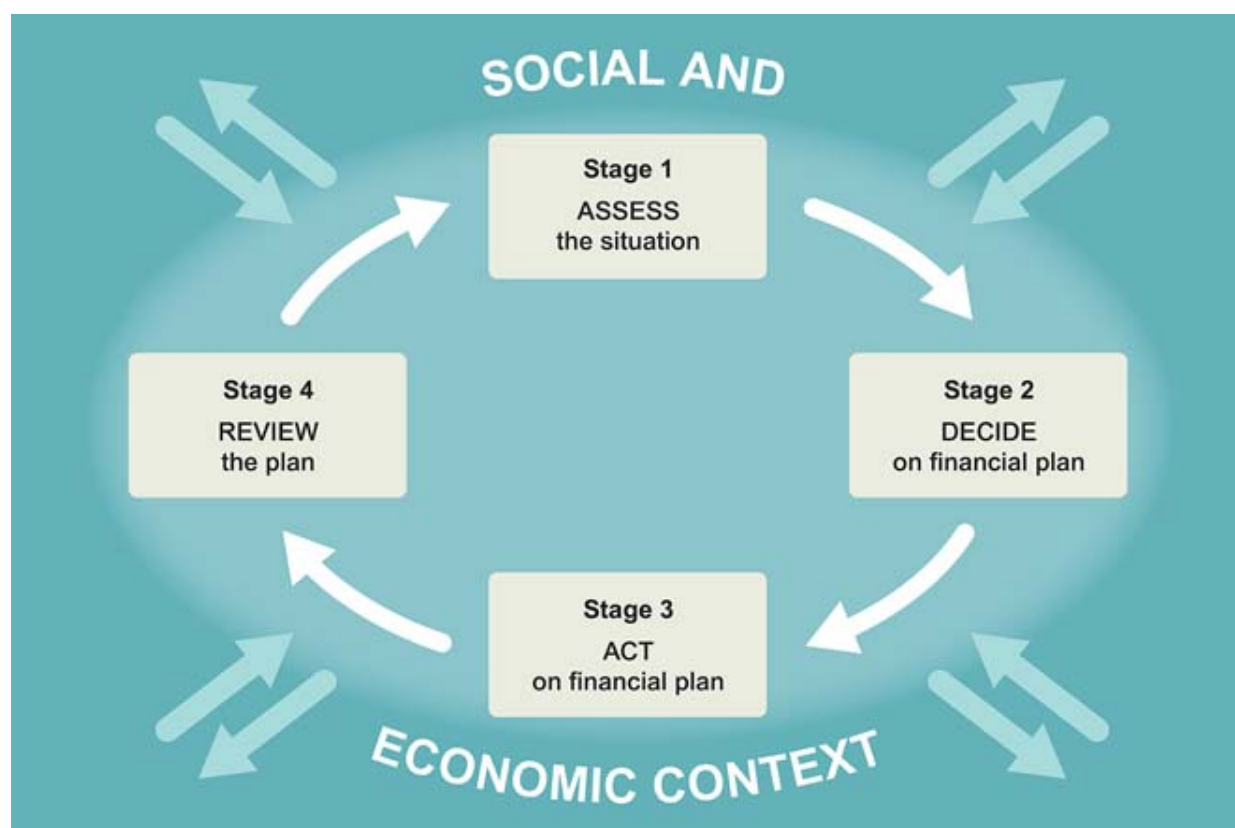 SOCIAL AND
Stage 1
ASSESS
the situation
Stage 2
DECIDE
on financial plan
Stage 3
ACT
on financial plan
Stage 4
REVIEW
the plan
ECONOMIC CONTEXT